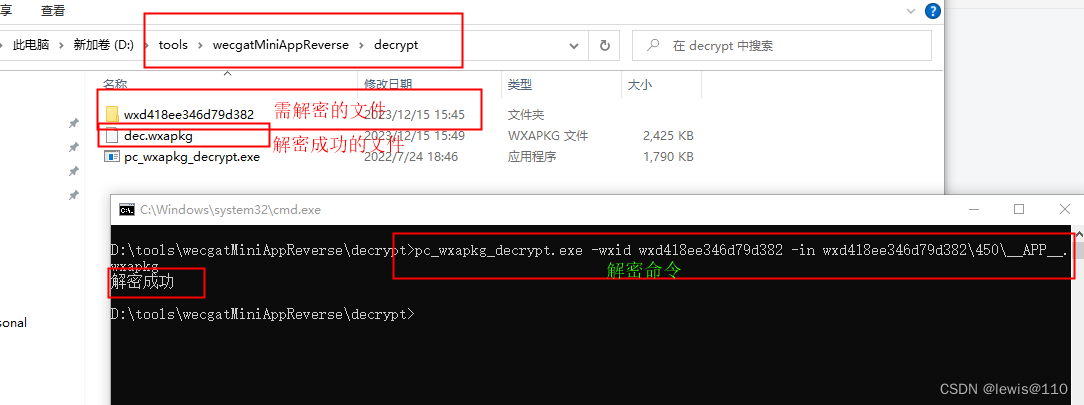 享 查看
此电脑 › 新加卷 (D:) › tools › wecgatMiniAppReverse › decrypt
在 decrypt 中搜索
名称 修改日期 类型 大小
wxd418ee346d79d382 需解密的文件 2023/12/15 15:45 文件夹
dec.wxapkg 2023/12/15 15:49 WXAPKG 文件 2,425 KB
解密成功的文件
pc_wxapkg_decrypt.exe 2022/7/24 18:46 应用程序 1,790 KB
C:\Windows\system32\cmd.exe
D:\tools\wecgatMiniAppReverse\decrypt>pc_wxapkg_decrypt.exe -wxid wxd418ee346d79d382 -in wxd418ee346d79d382\450\__APP__.
wxapkg
解密命令
解密成功
D:\tools\wecgatMiniAppReverse\decrypt>
sonal
CSDN @lewis@110